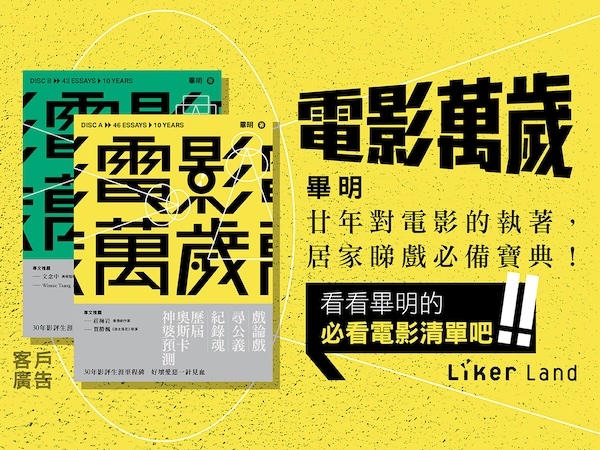 DISC B ▸▸ 43 ESSAYS ▸ 10 YEARS
畢明 著
電影
萬
專文推薦
— 文念中
— Winnie Tsang
30年影評生涯
DISC A ▸▸ 46 ESSAYS ▸ 10 YEARS
畢明 著
電影
萬歲
專文推薦
— 莊梅岩
— 賈勝楓
戲論戲
尋公義
紀錄魂
歷屆
奧斯卡
神婆預測
30年影評生涯里程碑 好壞愛惡一針見血
客戶
廣告
電影萬歲
畢明
廿年對電影的執著，
居家睇戲必備寶典！
看看畢明的
必看電影清單吧!!
Liker Land